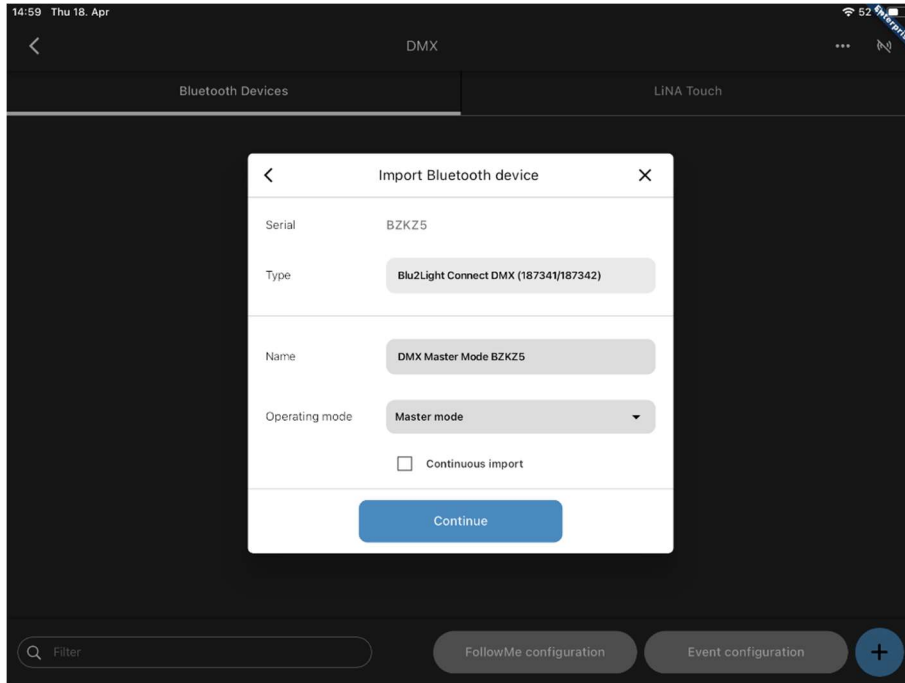 14:59 Thu 18. Apr
52
Enterpri
DMX
Bluetooth Devices
LiNA Touch
Import Bluetooth device
Serial BZKZ5
Type Blu2Light Connect DMX (187341/187342)
Name DMX Master Mode BZKZ5
Operating mode Master mode
Continuous import
Continue
Filter
FollowMe configuration
Event configuration